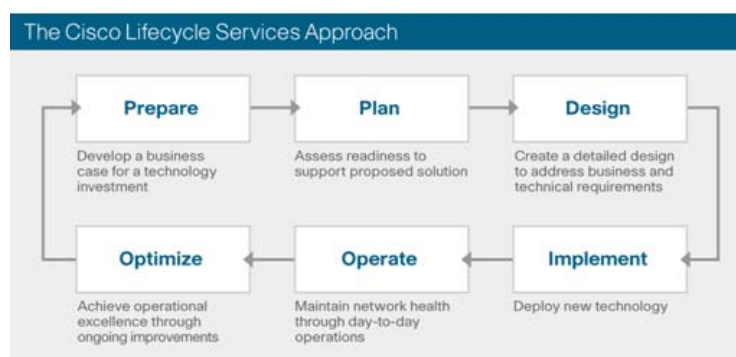 The Cisco Lifecycle Services Approach
Prepare
Develop a business
case for a technology
investment
Plan
Assess readiness to
support proposed solution
Design
Create a detailed design
to address business and
technical requirements
Optimize
Achieve operational
excellence through
ongoing improvements
Operate
Maintain network health
through day-to-day
operations
Implement
Deploy new technology